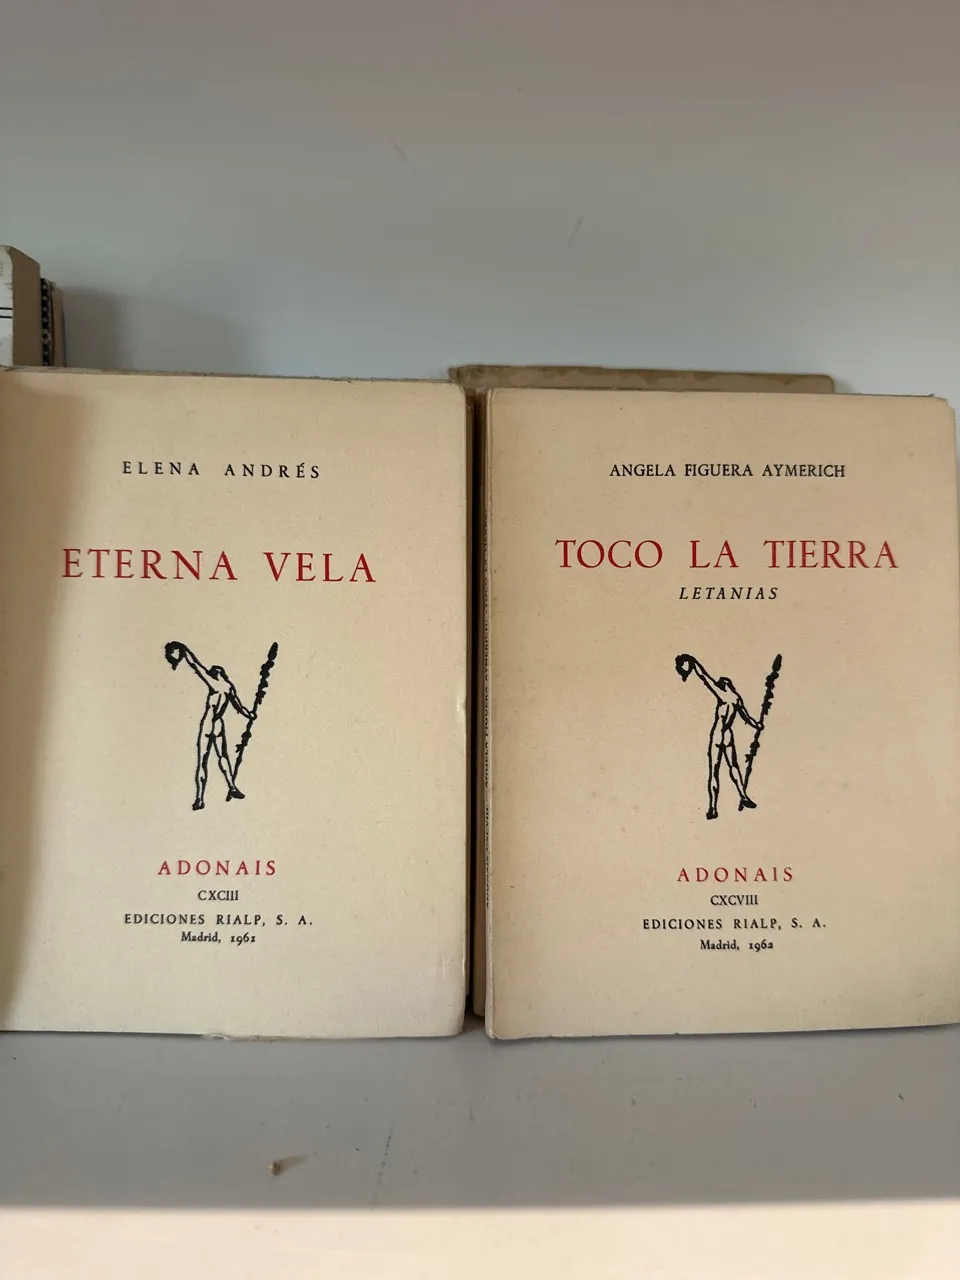 ELENA ANDRÉS
ETERNA VELA
ADONAIS
CXCIII
EDICIONES RIALP, S. A.
Madrid, 1961
ANGELA FIGUERA AYMERICH
TOCO LA TIERRA
LETANIAS
ADONAIS
CXCVIII
EDICIONES RIALP, S. A.
Madrid, 1962